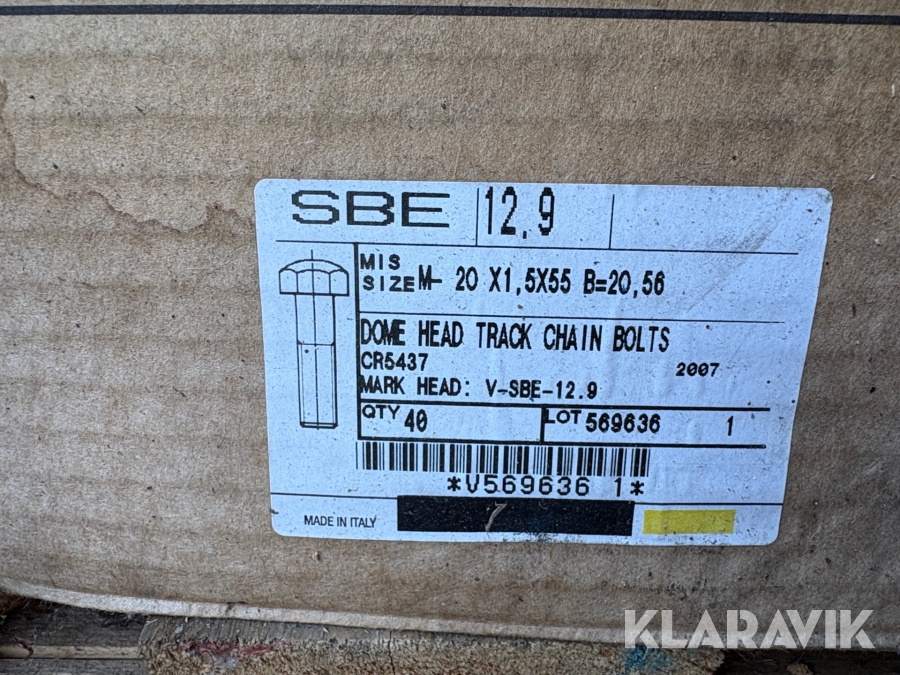 SBE 12.9
MIS
SIZE M- 20 X1,5X55 B=20,56
DOME HEAD TRACK CHAIN BOLTS
CR5437 2007
MARK HEAD: V-SBE-12.9
QTY 40 LOT 569636 1
*V569636 1*
MADE IN ITALY
KLARAVIK